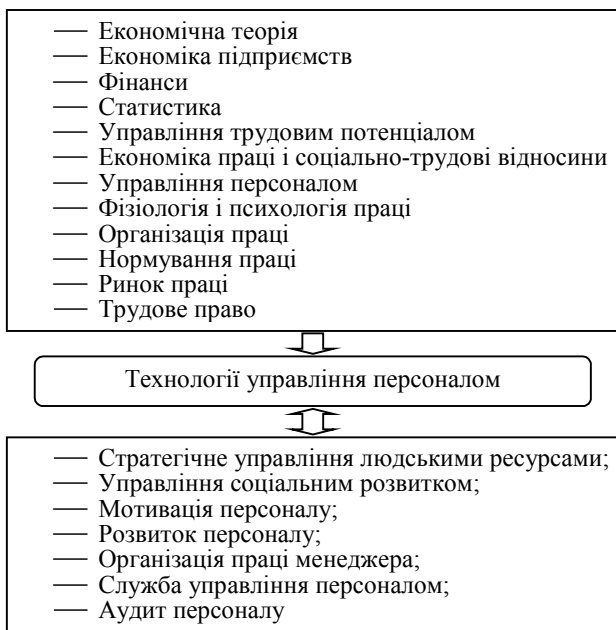 — Економічна теорія
— Економіка підприємств
— Фінанси
— Статистика
— Управління трудовим потенціалом
— Економіка праці і соціально-трудові відносини
— Управління персоналом
— Фізіологія і психологія праці
— Організація праці
— Нормування праці
— Ринок праці
— Трудове право
Технології управління персоналом
— Стратегічне управління людськими ресурсами;
— Управління соціальним розвитком;
— Мотивація персоналу;
— Розвиток персоналу;
— Організація праці менеджера;
— Служба управління персоналом;
— Аудит персоналу